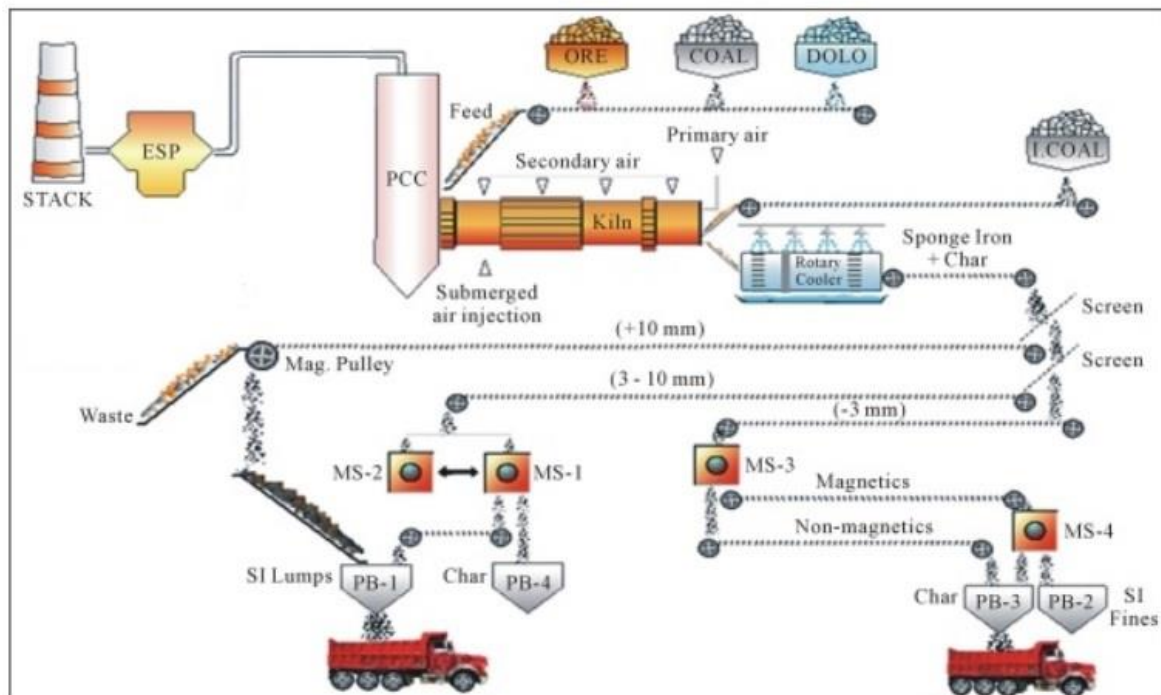 ORE
COAL
DOLO
Feed
Primary air
I.COAL
ESP
Secondary air
PCC
STACK
Kiln
Sponge Iron
+ Char
Rotary
Cooler
Submerged
air injection
Screen
(+10 mm)
Mag. Pulley
Screen
(3 - 10 mm)
Waste
(-3 mm)
MS-2
MS-1
MS-3
Magnetics
Non-magnetics
MS-4
SI Lumps
PB-1
Char
PB-4
Char
PB-3
PB-2
SI
Fines